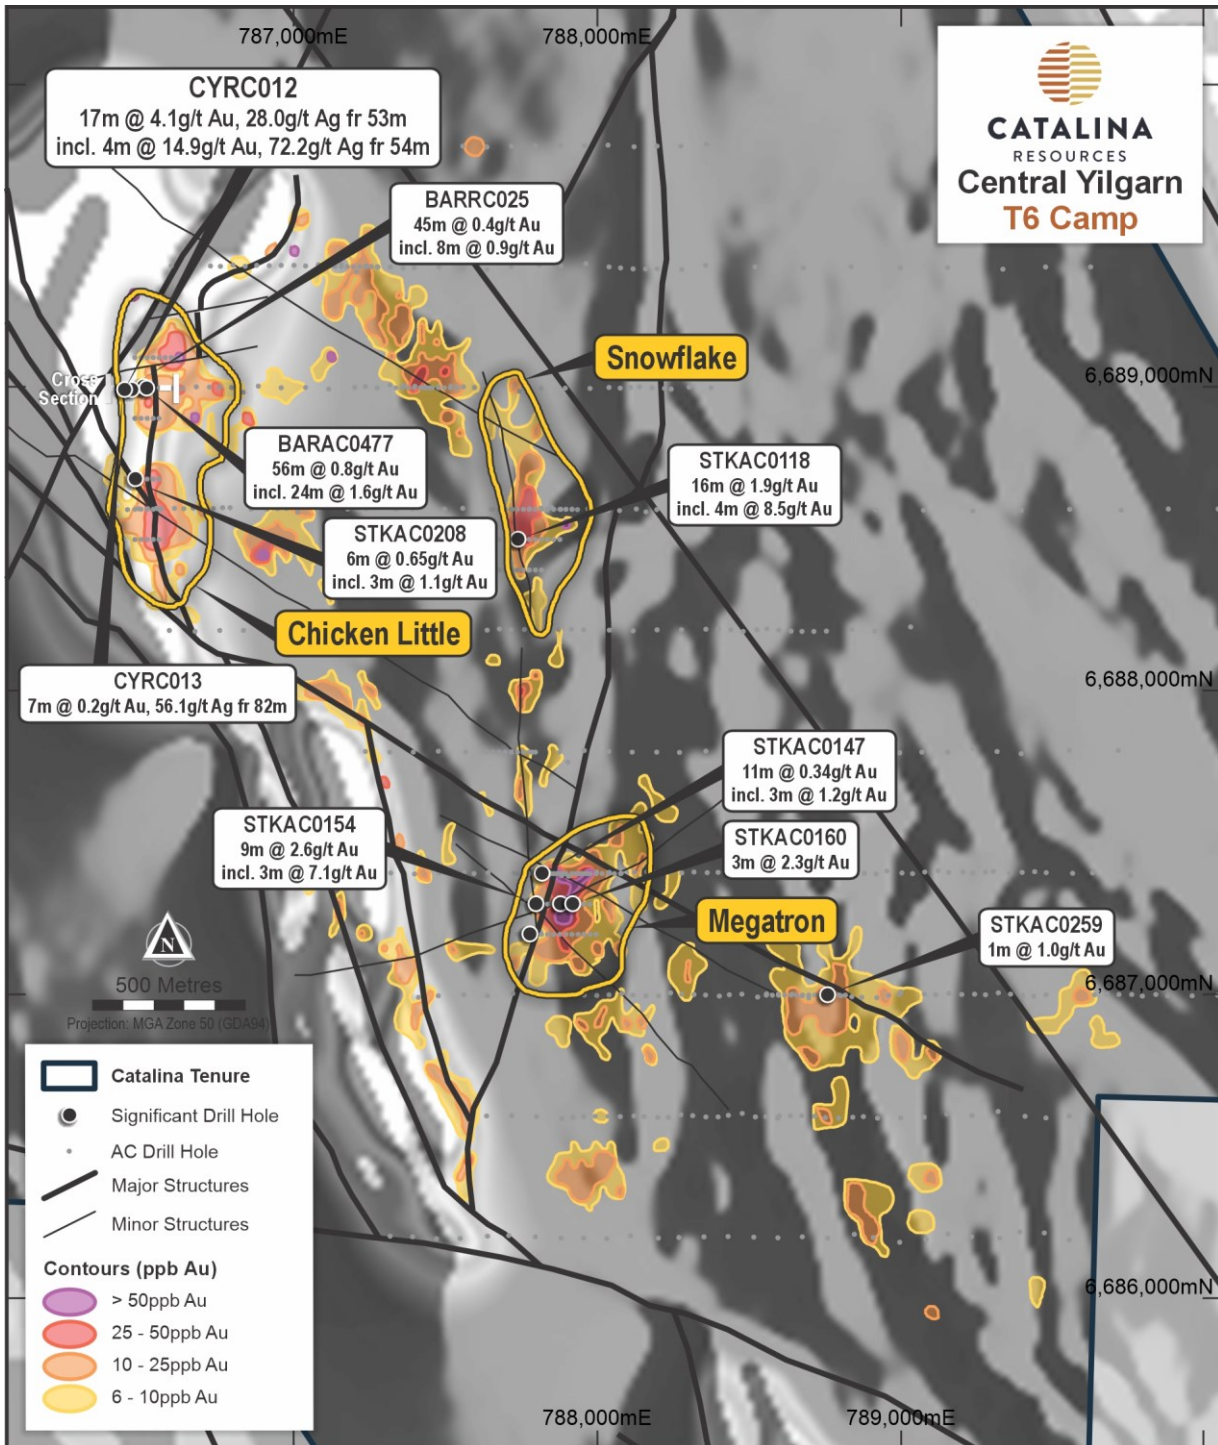 787,000mE
788,000mE
CATALINA
RESOURCES
Central Yilgarn
T6 Camp
CYRC012
17m @ 4.1g/t Au, 28.0g/t Ag fr 53m
incl. 4m @ 14.9g/t Au, 72.2g/t Ag fr 54m
BARRC025
45m @ 0.4g/t Au
incl. 8m @ 0.9g/t Au
Snowflake
Cross
Section
6,689,000mN
BARAC0477
56m @ 0.8g/t Au
incl. 24m @ 1.6g/t Au
STKAC0118
16m @ 1.9g/t Au
incl. 4m @ 8.5g/t Au
STKAC0208
6m @ 0.65g/t Au
incl. 3m @ 1.1g/t Au
Chicken Little
CYRC013
7m @ 0.2g/t Au, 56.1g/t Ag fr 82m
6,688,000mN
STKAC0147
11m @ 0.34g/t Au
incl. 3m @ 1.2g/t Au
STKAC0154
9m @ 2.6g/t Au
incl. 3m @ 7.1g/t Au
STKAC0160
3m @ 2.3g/t Au
Megatron
STKAC0259
1m @ 1.0g/t Au
N
500 Metres
Projection: MGA Zone 50 (GDA94)
6,687,000mN
Catalina Tenure
Significant Drill Hole
AC Drill Hole
Major Structures
Minor Structures
Contours (ppb Au)
> 50ppb Au
25 - 50ppb Au
10 - 25ppb Au
6 - 10ppb Au
6,686,000mN
788,000mE
789,000mE